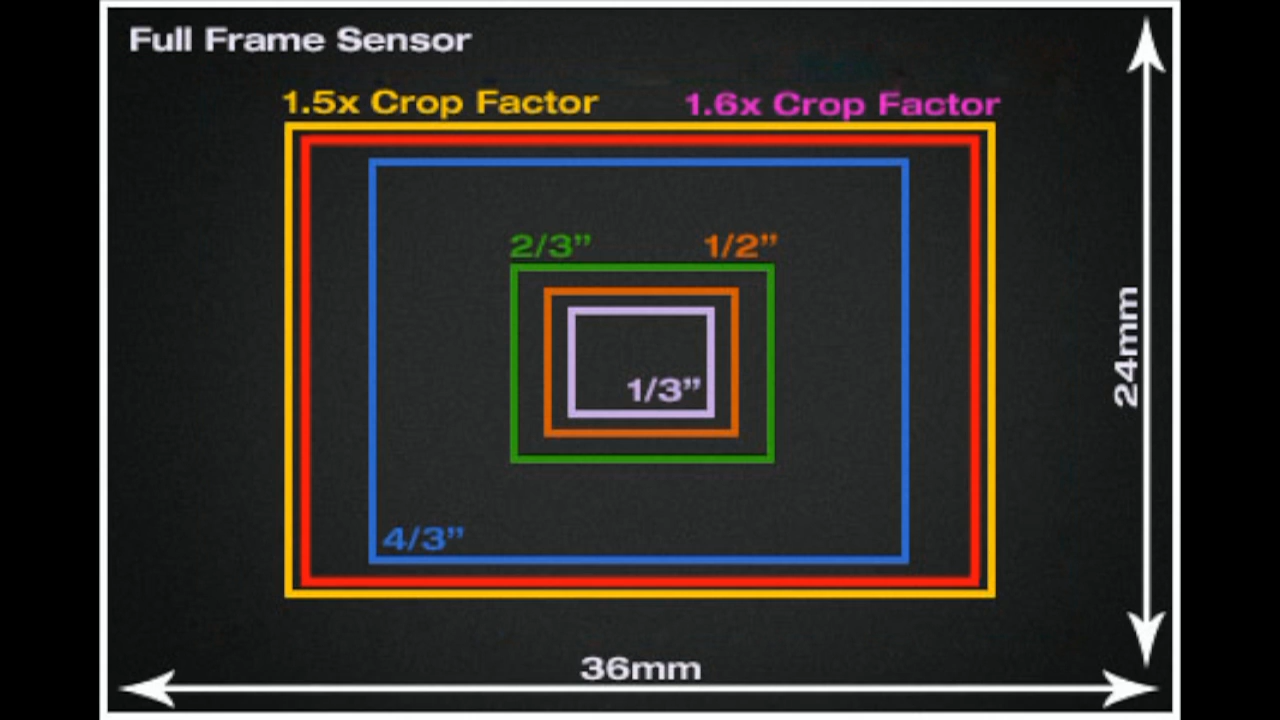 Full Frame Sensor
1.5x Crop Factor
1.6x Crop Factor
2/3”
1/2”
1/3”
4/3”
24mm
36mm